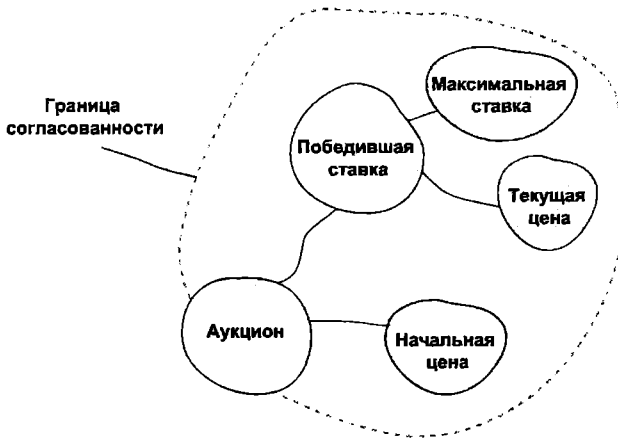 Граница
согласованности
Максимальная
ставка
Победившая
ставка
Текущая
цена
Аукцион
Начальная
цена